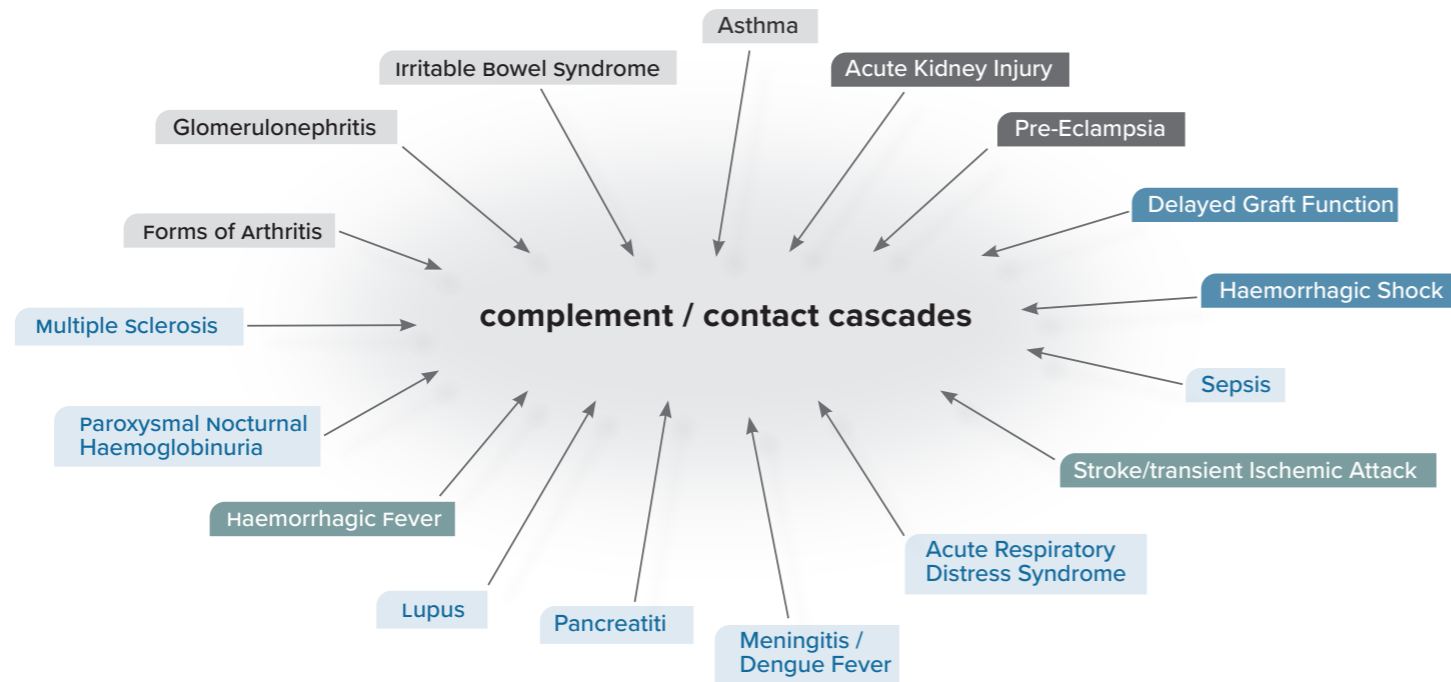 Asthma
Irritable Bowel Syndrome
Acute Kidney Injury
Glomerulonephritis
Pre-Eclampsia
Delayed Graft Function
Forms of Arthritis
Haemorrhagic Shock
complement / contact cascades
Multiple Sclerosis
Sepsis
Paroxysmal Nocturnal
Haemoglobinuria
Stroke/transient Ischemic Attack
Haemorrhagic Fever
Acute Respiratory
Distress Syndrome
Lupus
Pancreatiti
Meningitis /
Dengue Fever